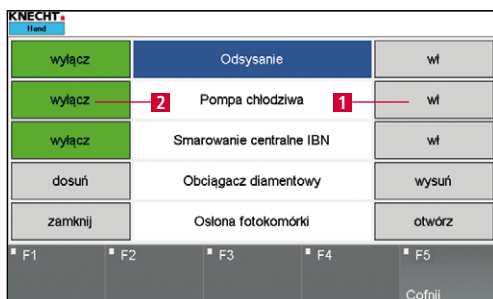 KNECHT
Hand
wyłącz Odsysanie wł
wyłącz 2 Pompa chłodziwa 1 wł
wyłącz Smarowanie centralne IBN wł
dosuń Obciągacz diamentowy wysuń
zamknij Osłona fotokomórki otwórz
F1 F2 F3 F4 F5
Cofnij